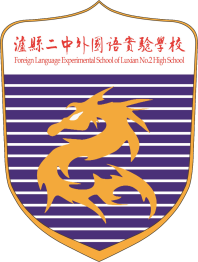 瀘縣二中外國语實驗學校
Foreign Language Experimental School of Luxian No.2 High School